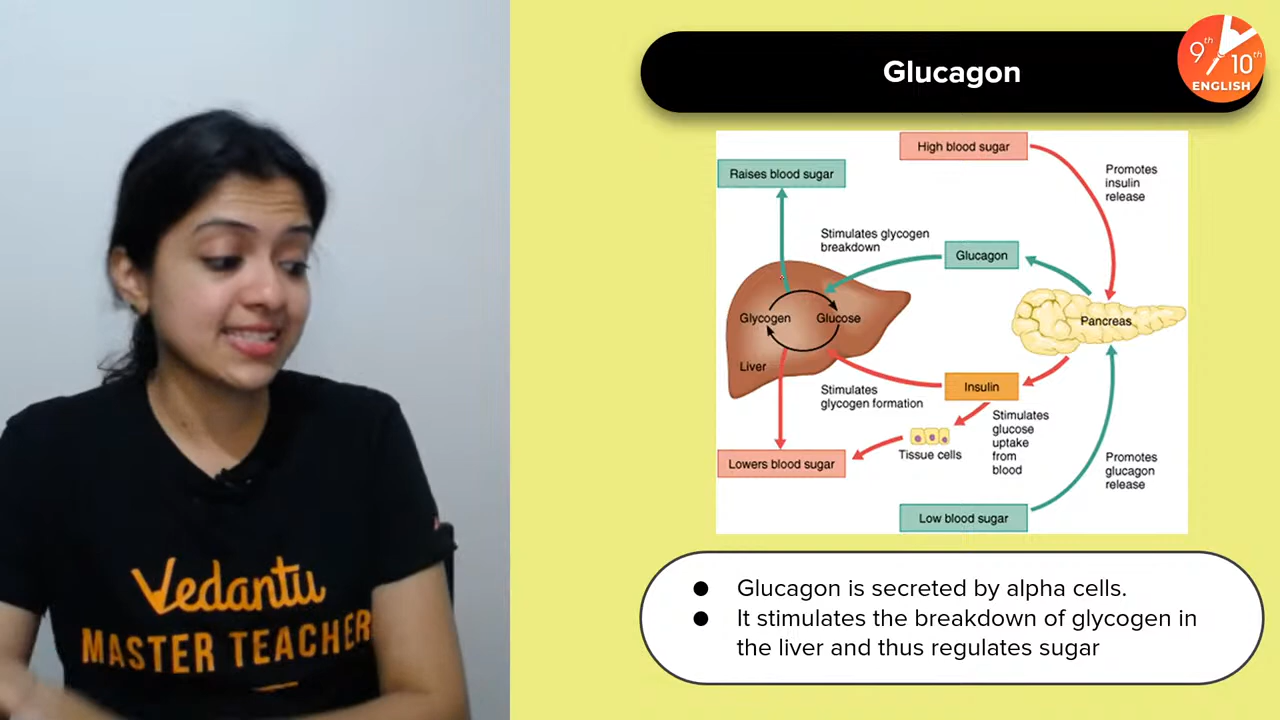 Glucagon
9th
10th
ENGLISH
High blood sugar
Raises blood sugar
Promotes
insulin
release
Stimulates glycogen
breakdown
Glucagon
Glycogen
Glucose
Pancreas
Liver
Stimulates
glycogen formation
Insulin
Stimulates
glucose
uptake
from
blood
Tissue cells
Lowers blood sugar
Promotes
glucagon
release
Low blood sugar
● Glucagon is secreted by alpha cells.
● It stimulates the breakdown of glycogen in
the liver and thus regulates sugar
Vedantu
MASTER TEACHER